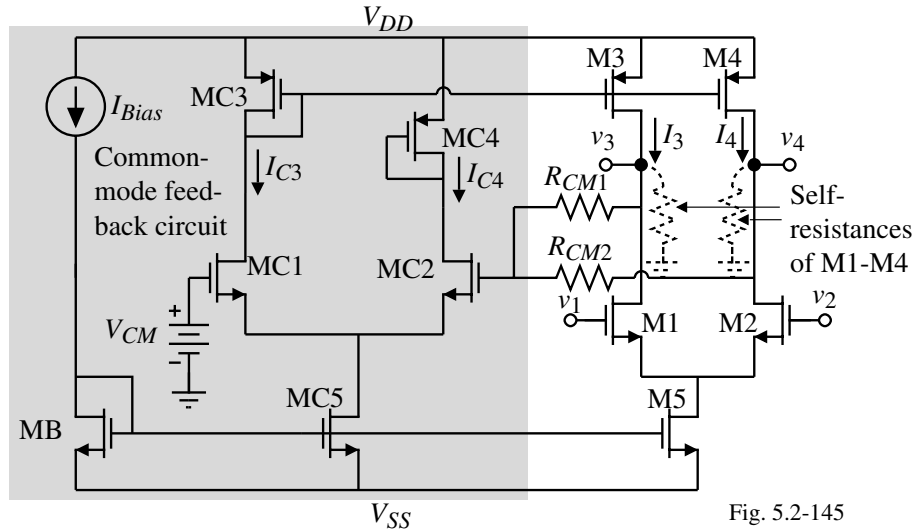 V_DD
M3
M4
MC3
I_Bias
MC4
v_3
I_3
I_4
v_4
Common-
mode feed-
back circuit
I_C3
I_C4
R_CM1
Self-
resistances
of M1-M4
MC1
MC2
R_CM2
v_1
v_2
+
V_CM
−
M1
M2
MC5
M5
MB
V_SS
Fig. 5.2-145